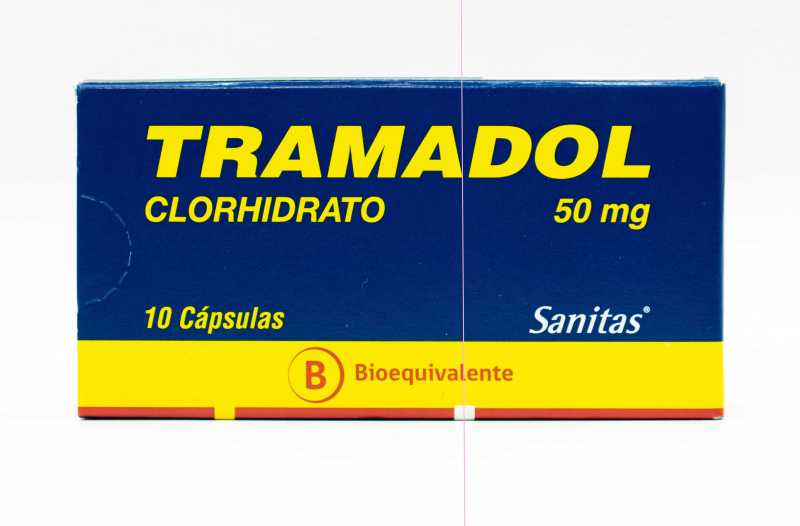 TRAMADOL
CLORHIDRATO 50 mg
10 Cápsulas Sanitas®
B Bioequivalente